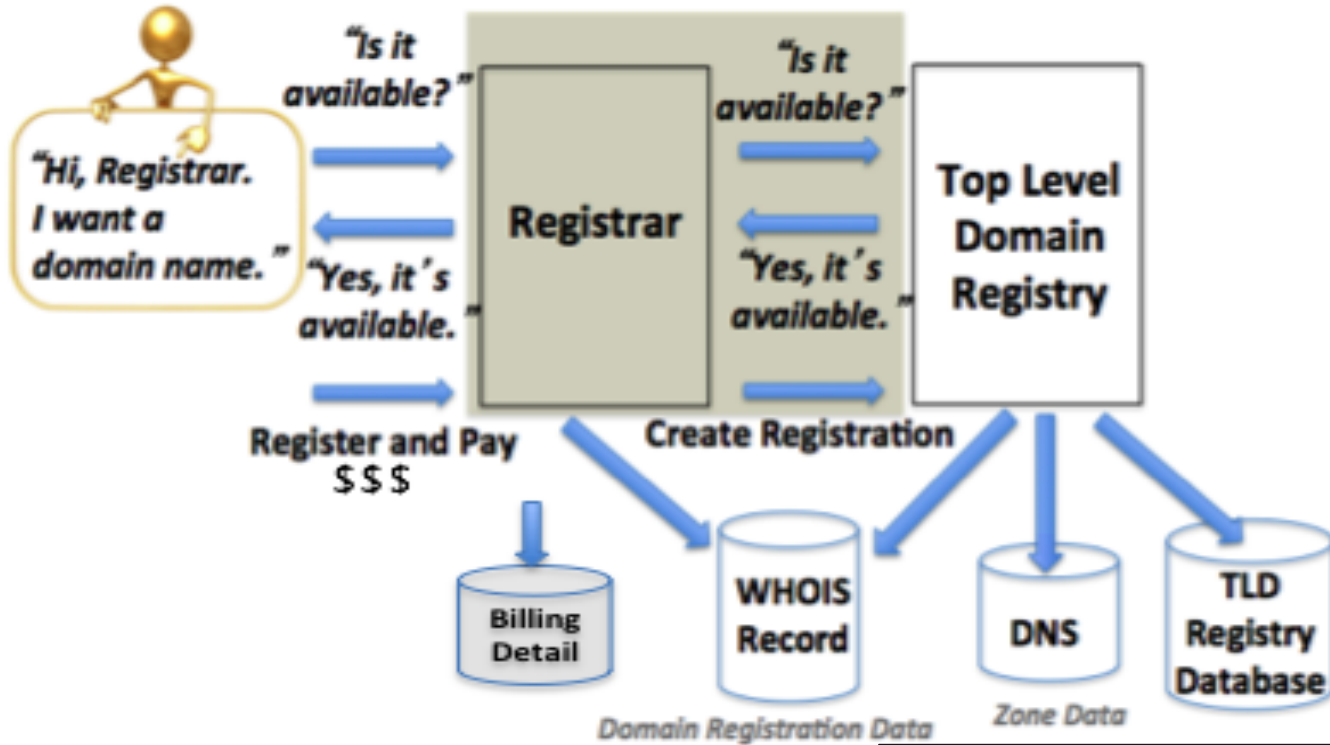 “Is it
available?”
“Hi, Registrar.
I want a
domain name.”
“Yes, it´s
available.”
Register and Pay
$$$
Registrar
“Is it
available?”
“Yes, it´s
available.”
Create Registration
Top Level
Domain
Registry
Billing
Detail
WHOIS
Record
Domain Registration Data
DNS
Zone Data
TLD
Registry
Database